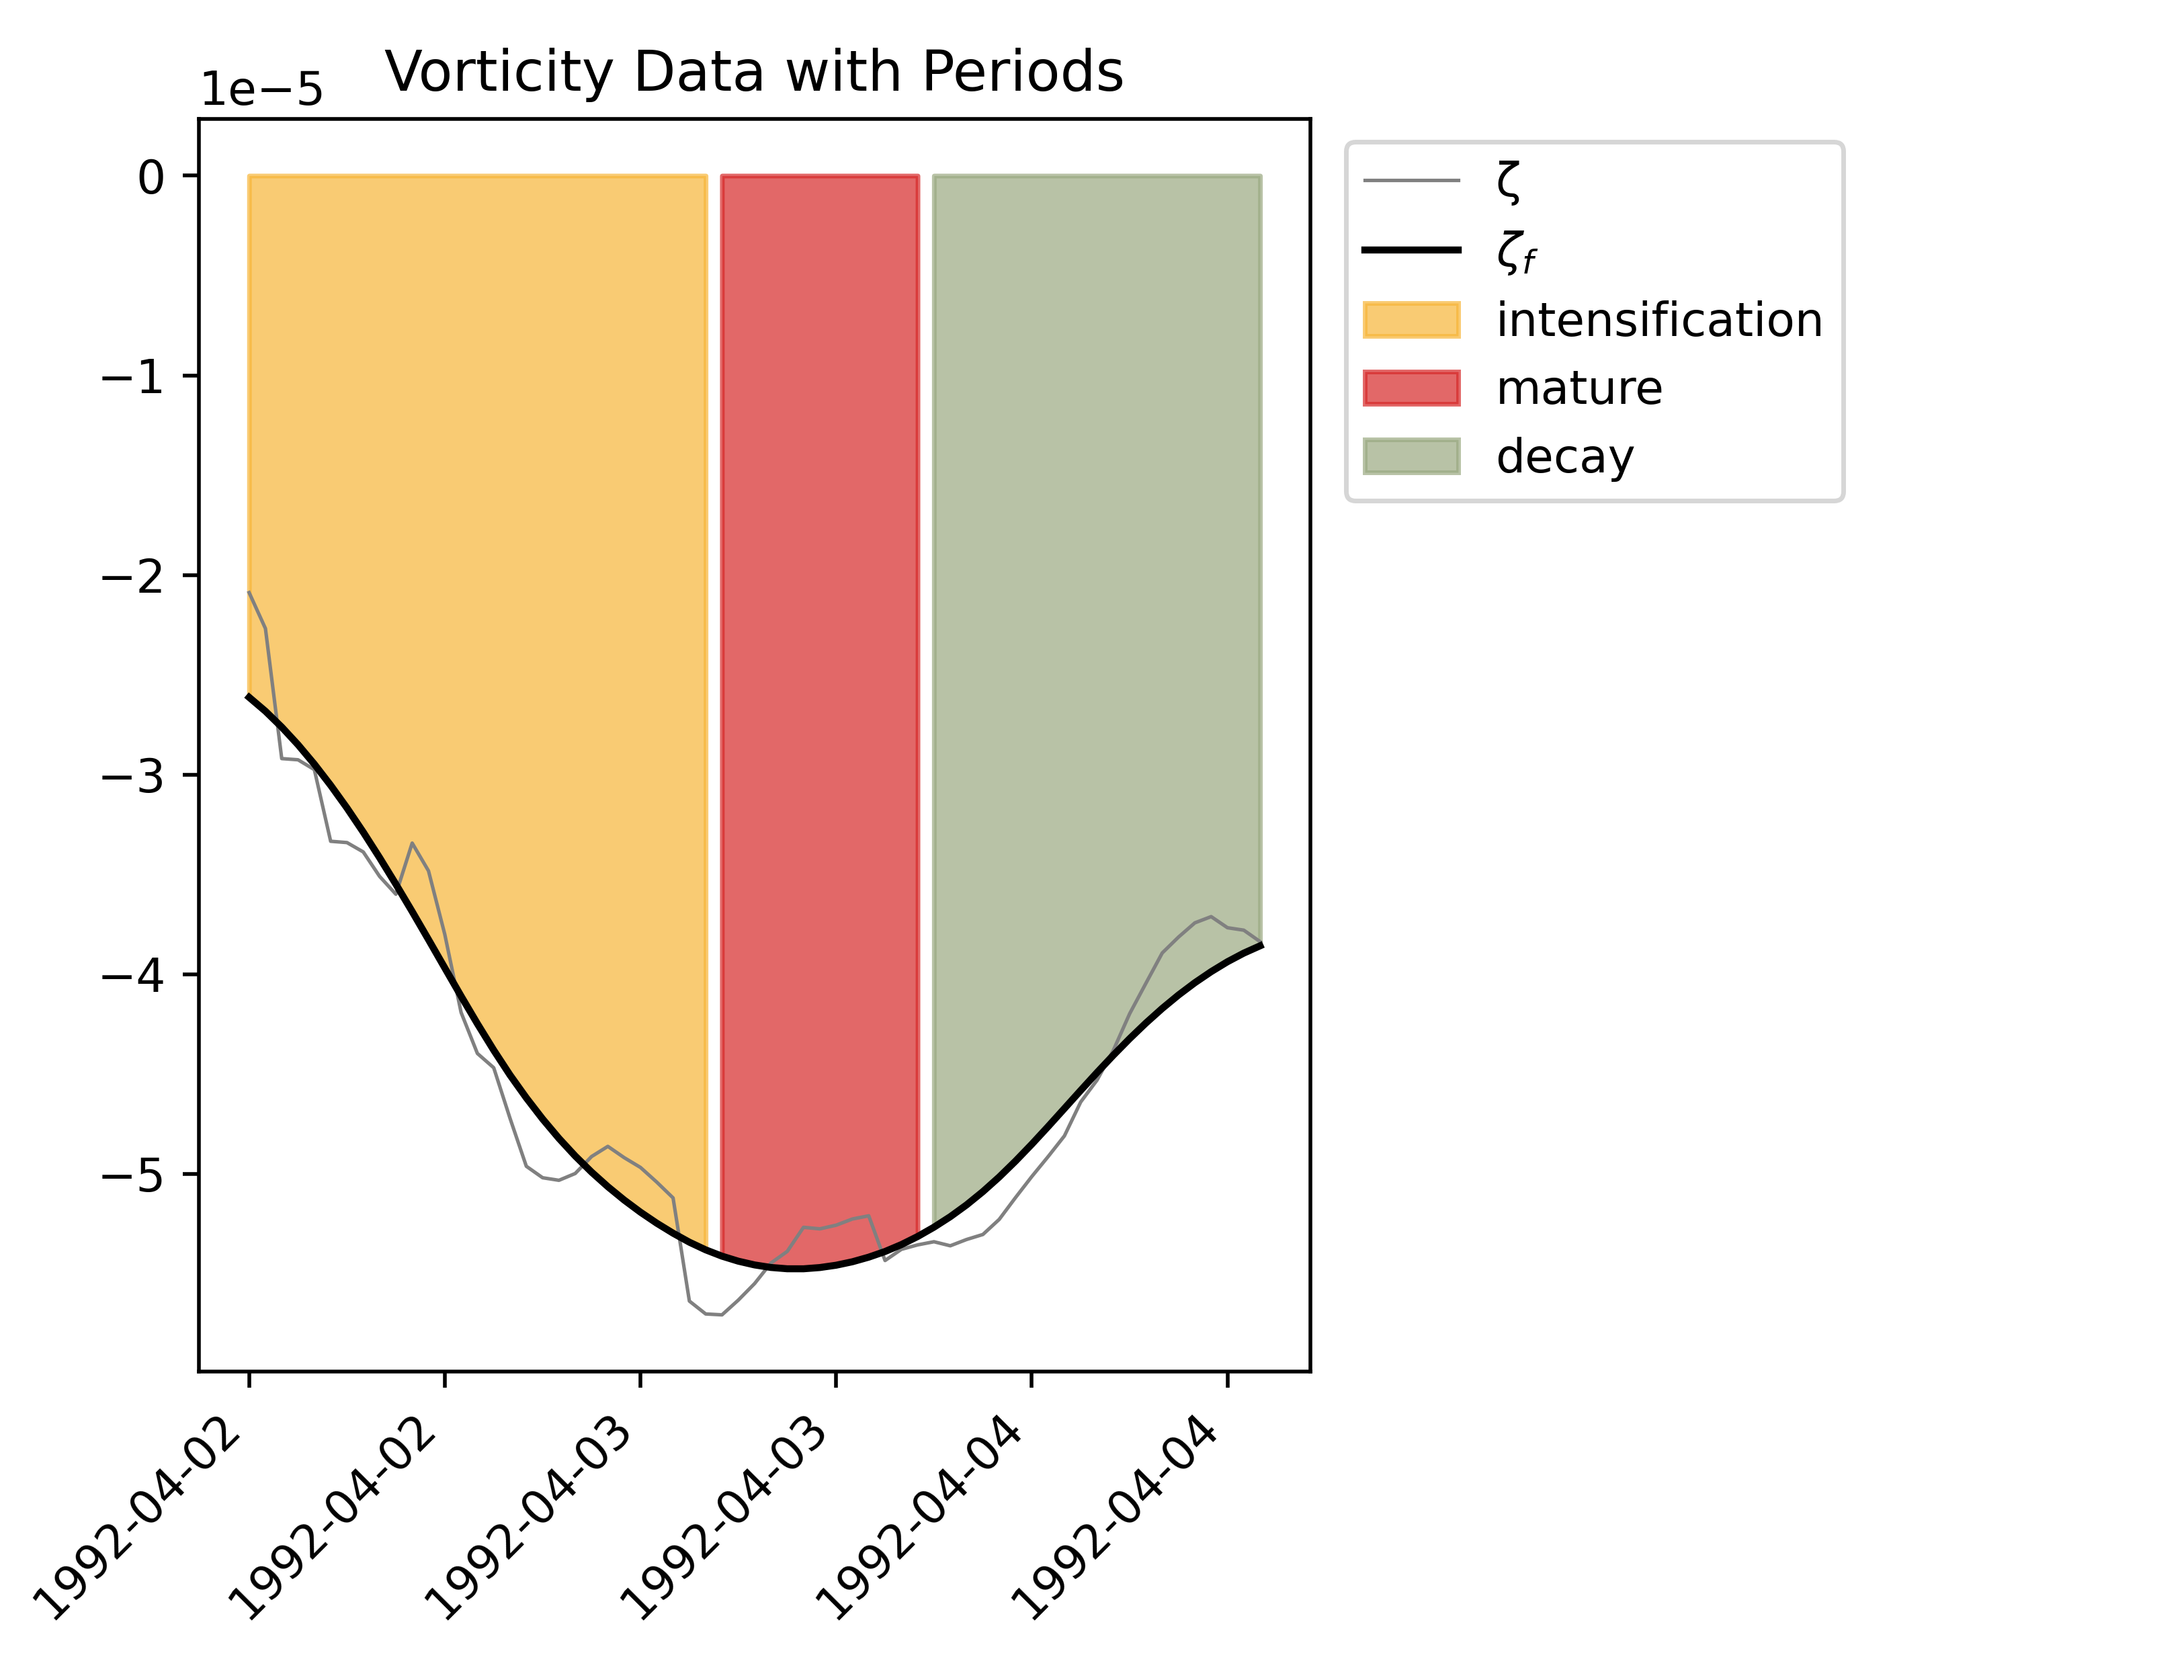 Vorticity Data with Periods
1e−5
0
−1
−2
−3
−4
−5
1992-04-02
1992-04-02
1992-04-03
1992-04-03
1992-04-04
1992-04-04
ζ
ζf
intensification
mature
decay